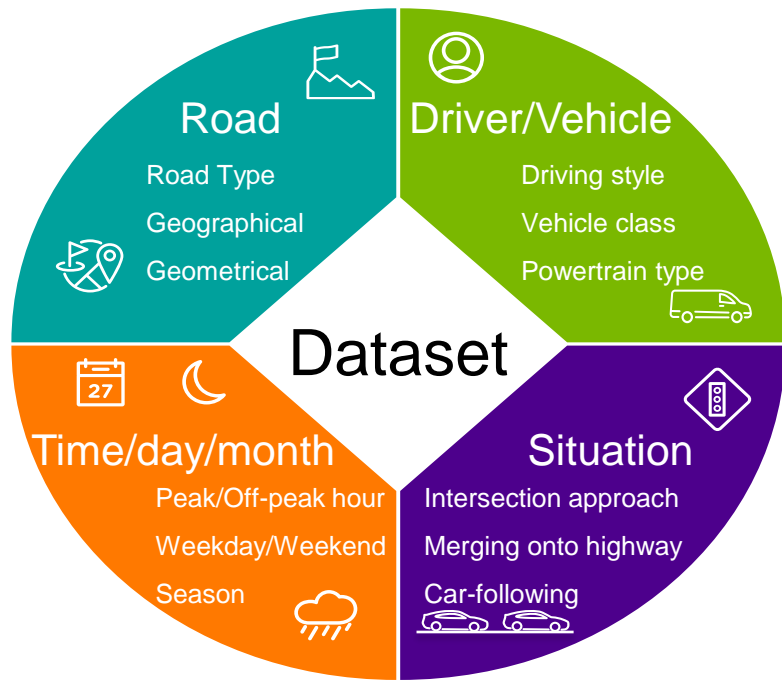 Road
Road Type
Geographical
Geometrical
Driver/Vehicle
Driving style
Vehicle class
Powertrain type
Dataset
27
Time/day/month
Peak/Off-peak hour
Weekday/Weekend
Season
Situation
Intersection approach
Merging onto highway
Car-following